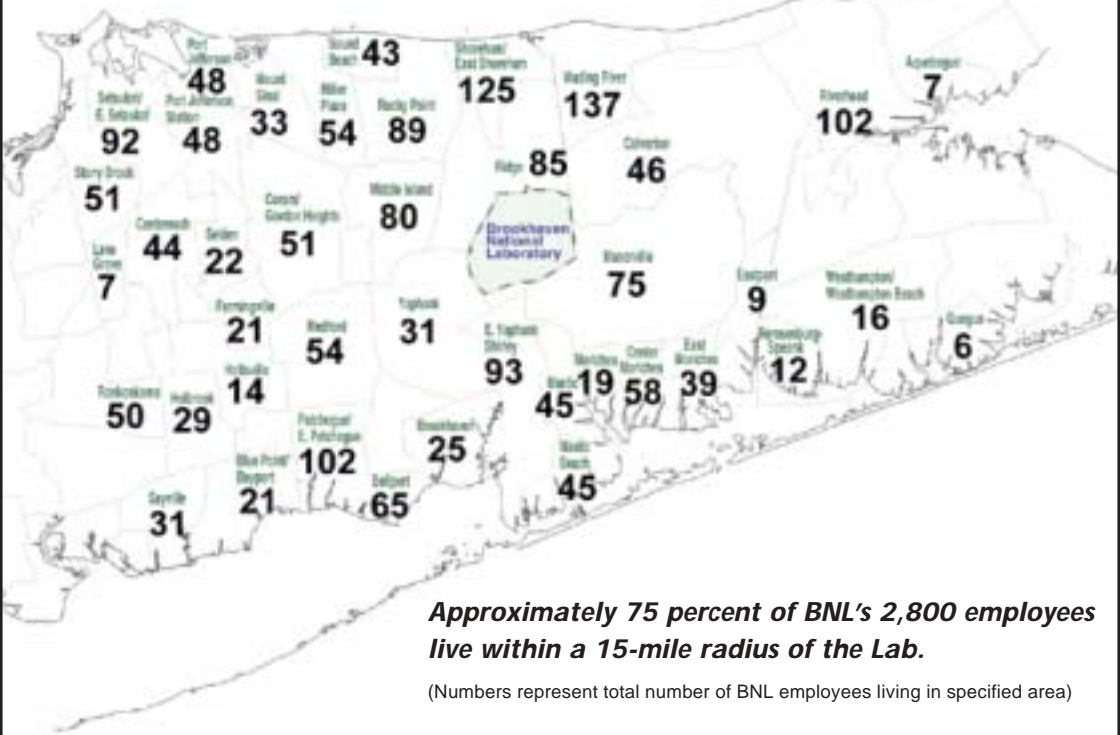 Port
Jefferson
48
Sound
Beach
43
Shoreham/
East Shoreham
125
Wading River
137
Aquebogue
7
Riverhead
102
Setauket/
E. Setauket
92
Port Jefferson
Station
48
Mount
Sinai
33
Miller
Place
54
Rocky Point
89
Ridge
85
Calverton
46
Stony Brook
51
Middle Island
80
Coram/
Gordon Heights
51
Centereach
44
Selden
22
Lake
Grove
7
Brookhaven
National
Laboratory
Manorville
75
Eastport
9
Westhampton/
Westhampton Beach
16
Quogue
6
Remsenburg-
Speonk
12
Farmingville
21
Medford
54
Yaphank
31
E. Yaphank
Shirley
93
Moriches
19
Center
Moriches
58
East
Moriches
39
Mastic
45
Holtsville
14
Ronkonkoma
50
Holbrook
29
Patchogue/
E. Patchogue
102
Brookhaven
25
Blue Point/
Bayport
21
Bellport
65
Mastic
Beach
45
Sayville
31
Approximately 75 percent of BNL's 2,800 employees
live within a 15-mile radius of the Lab.
(Numbers represent total number of BNL employees living in specified area)